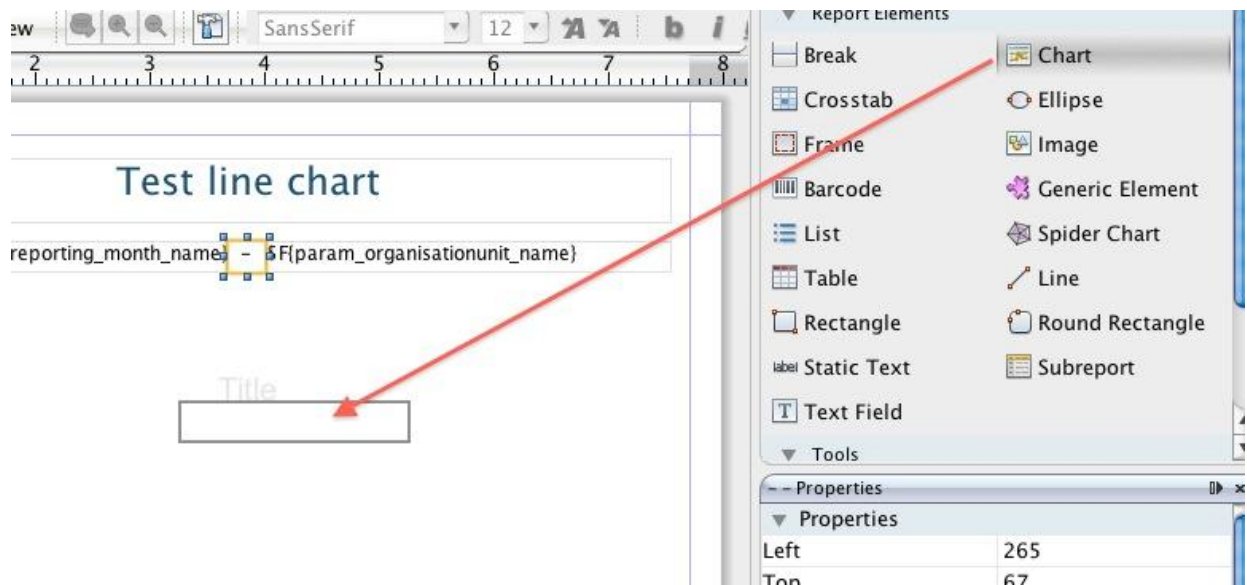 ew SansSerif 12 b i
2 3 4 5 6 7 8
Test line chart
reporting_month_name} - $F{param_organisationunit_name}
Title
Report Elements
Break Chart
Crosstab Ellipse
Frame Image
Barcode Generic Element
List Spider Chart
Table Line
Rectangle Round Rectangle
label Static Text Subreport
T Text Field
Tools
- - Properties
Properties
Left 265
Top 67